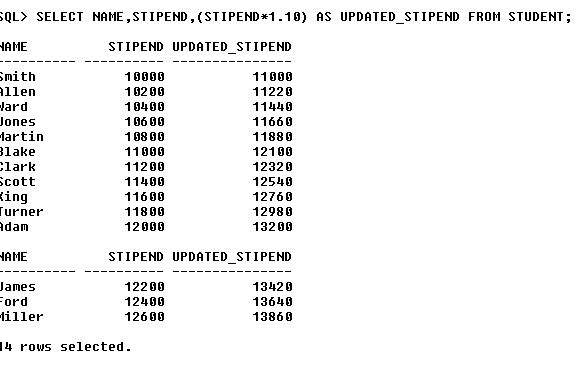 SQL> SELECT NAME,STIPEND,(STIPEND*1.10) AS UPDATED_STIPEND FROM STUDENT;
NAME STIPEND UPDATED_STIPEND
---------- ---------- ---------------
Smith 10000 11000
Allen 10200 11220
Ward 10400 11440
Jones 10600 11660
Martin 10800 11880
Blake 11000 12100
Clark 11200 12320
Scott 11400 12540
King 11600 12760
Turner 11800 12980
Adam 12000 13200
NAME STIPEND UPDATED_STIPEND
---------- ---------- ---------------
James 12200 13420
Ford 12400 13640
Miller 12600 13860
14 rows selected.